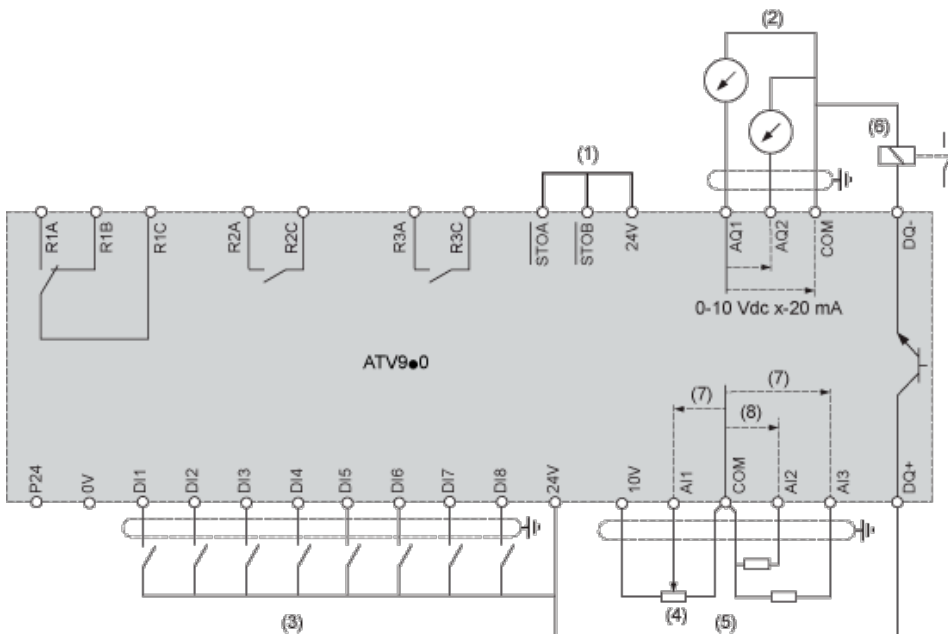 (2)
(6)
(1)
R1A R1B R1C R2A R2C R3A R3C STOA STOB 24V AQ1 AQ2 COM DQ-
0-10 Vdc x-20 mA
ATV9●0
(7) (7)
(8)
P24 0V DI1 DI2 DI3 DI4 DI5 DI6 DI7 DI8 24V 10V AI1 COM AI2 AI3 DQ+
(3) (4) (5)